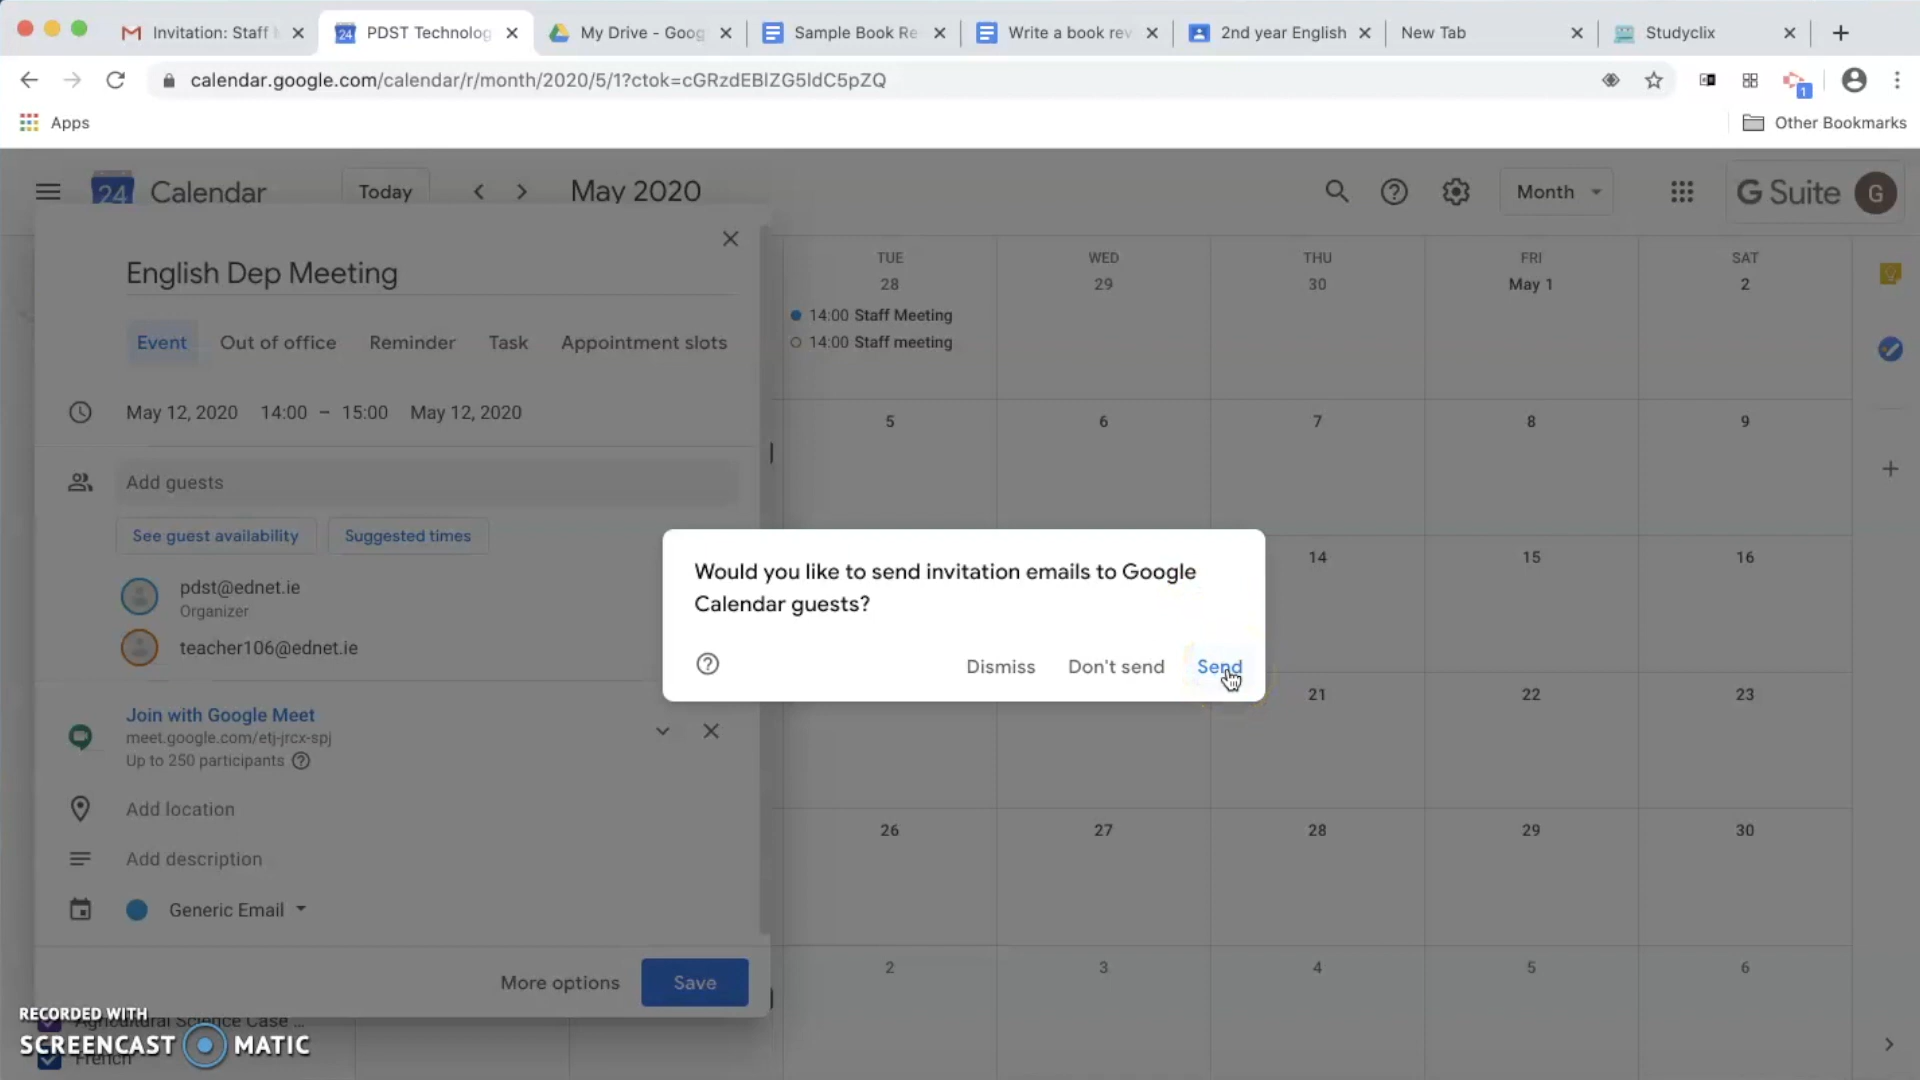 Invitation: Staff
PDST Technolog
My Drive - Goog
Sample Book Re
Write a book rev
2nd year English
New Tab
Studyclix
calendar.google.com/calendar/r/month/2020/5/1?ctok=cGRzdEBlZG5ldC5pZQ
1
Apps
Other Bookmarks
24 Calendar
Today
May 2020
Month
G Suite
G
English Dep Meeting
Event Out of office Reminder Task Appointment slots
May 12, 2020 14:00 – 15:00 May 12, 2020
Add guests
See guest availability Suggested times
pdst@ednet.ie
Organizer
teacher106@ednet.ie
Join with Google Meet
meet.google.com/etj-jrcx-spj
Up to 250 participants
Add location
Add description
Generic Email
More options Save
TUE WED THU FRI SAT
28 29 30 May 1 2
14:00 Staff Meeting
14:00 Staff meeting
5 6 7 8 9
Would you like to send invitation emails to Google
Calendar guests?
Dismiss Don't send Send
14 15 16
21 22 23
26 27 28 29 30
2 3 4 5 6
RECORDED WITH
SCREENCAST MATIC
Agricultural Science Case ...
French